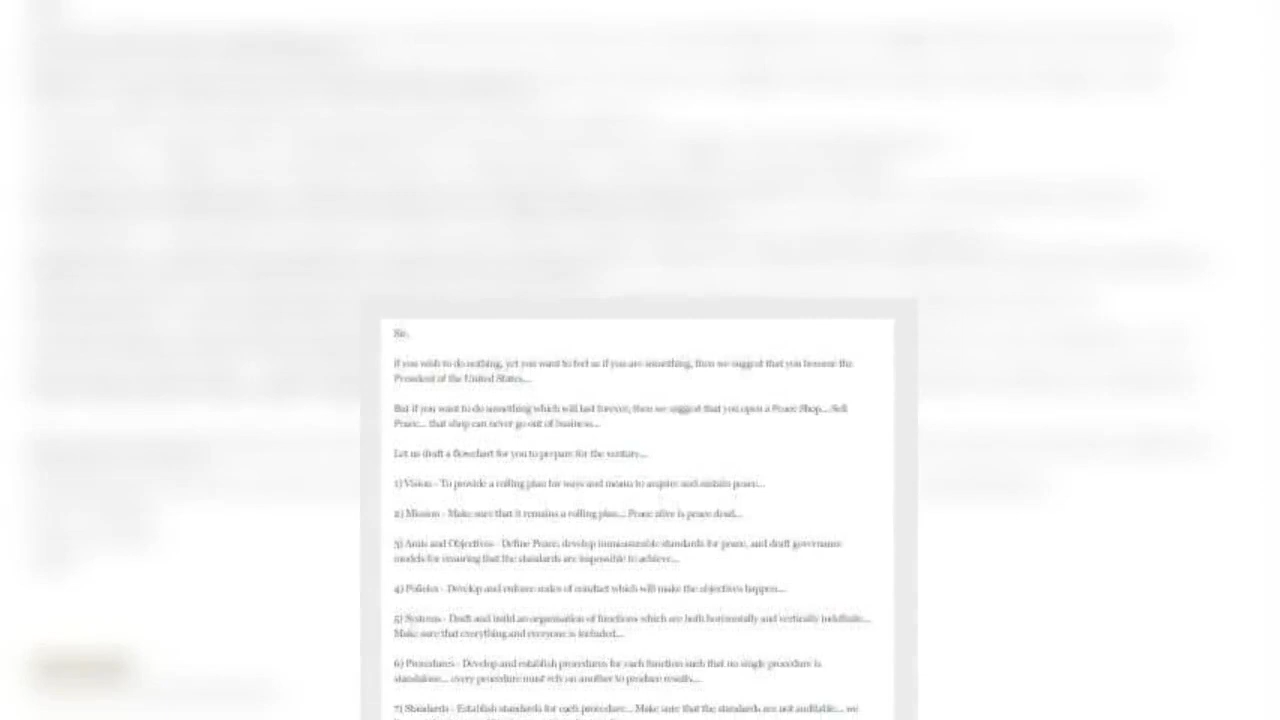 Sir,
If you wish to do nothing, yet you want to feel as if you are something, then we suggest that you become the
President of the United States...
But if you want to do something which will last forever, then we suggest that you open a Peace Shop... Sell
Peace... that shop can never go out of business...
Let us draft a flowchart for you to prepare for the venture...
1) Vision - To provide a rolling plan for ways and means to acquire and sustain peace...
2) Mission - Make sure that it remains a rolling plan... Peace alive is peace dead...
3) Aims and Objectives - Define Peace, develop immeasurable standards for peace, and draft governance
models for ensuring that the standards are impossible to achieve...
4) Policies - Develop and enforce codes of conduct which will make the objectives happen...
5) Systems - Draft and build an organisation of functions which are both horizontally and vertically indefinite...
Make sure that everything and everyone is included...
6) Procedures - Develop and establish procedures for each function such that no single procedure is
standalone... every procedure must rely on another to produce results...
7) Standards - Establish standards for each procedure... Make sure that the standards are not auditable... we